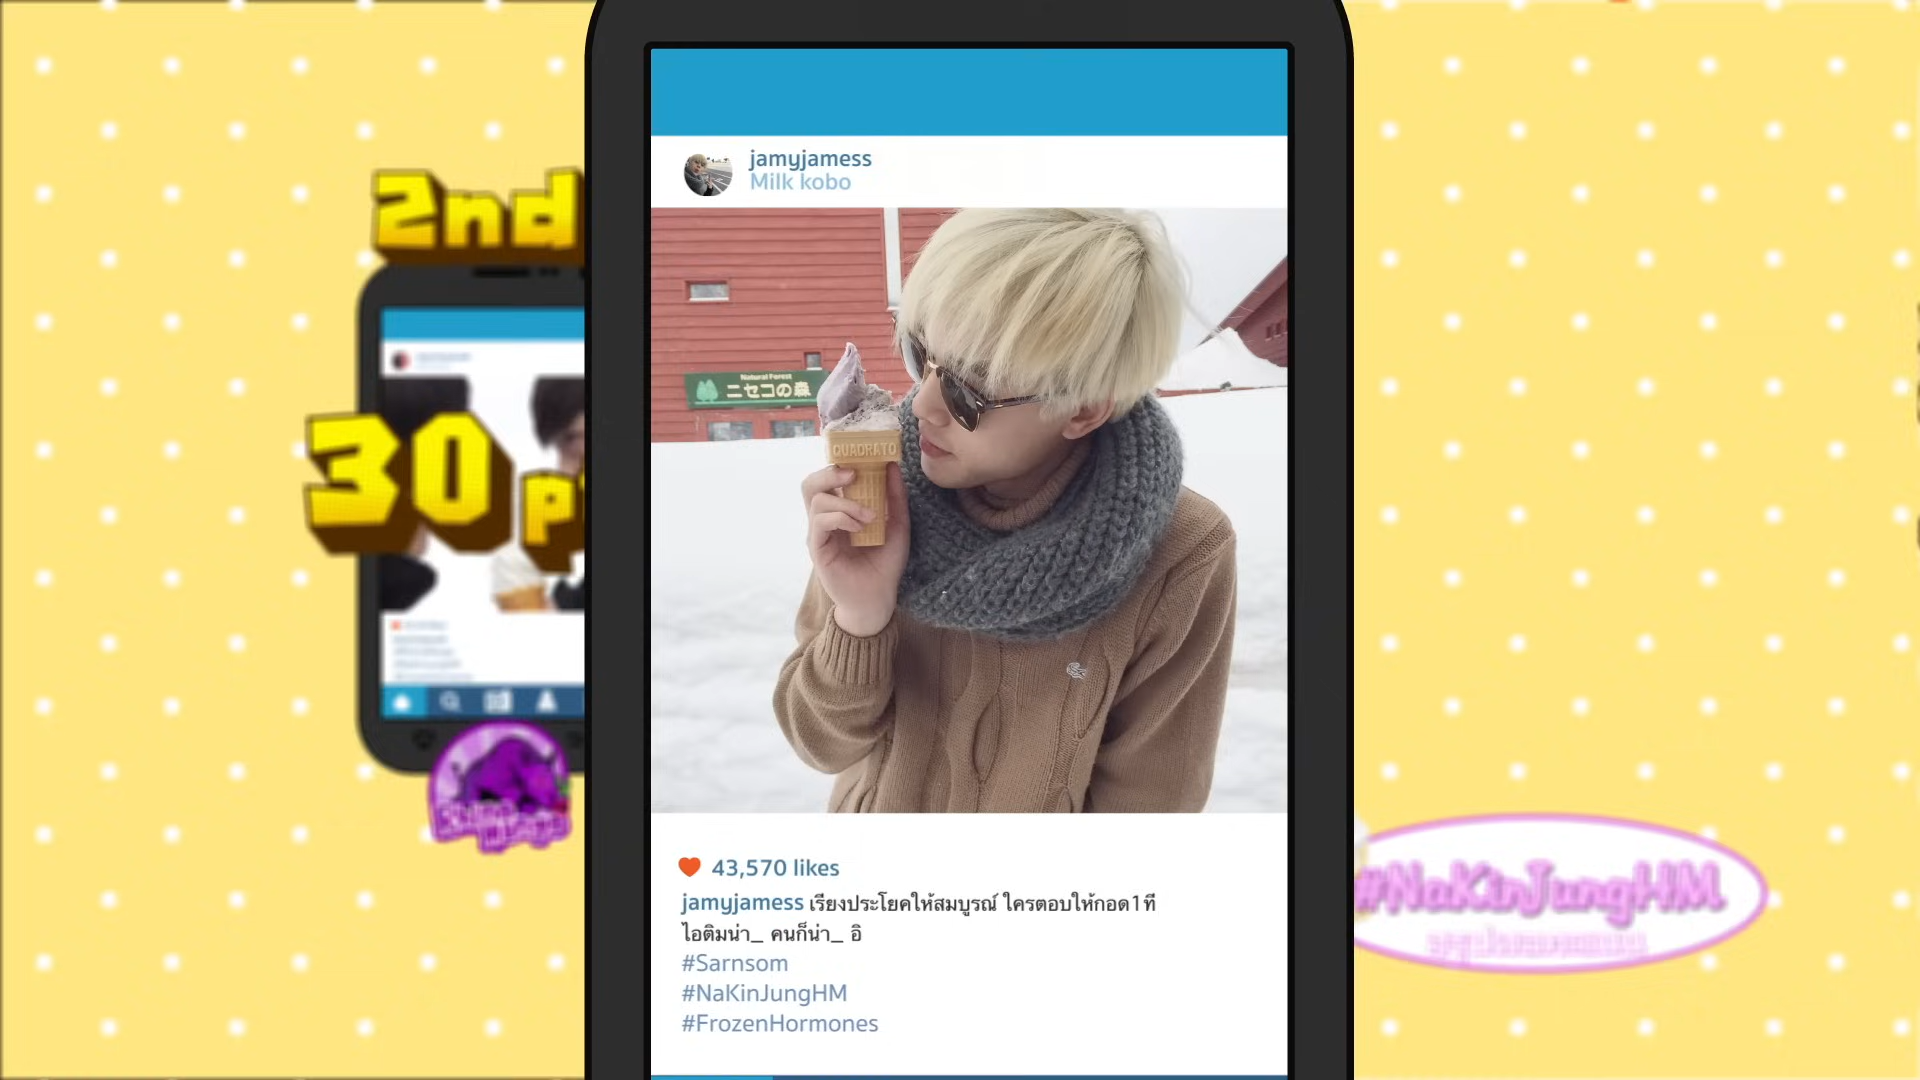 2nd
30
jamyjamess
Milk kobo
Natural Forest
ニセコの森
QUADRATO
43,570 likes
jamyjamess เรียงประโยคให้สมบูรณ์ ใครตอบให้กอด1ที
ไอติมน่า_ คนก็น่า_ อิ
#Sarnsom
#NaKinJungHM
#FrozenHormones
#NaKinJungHM